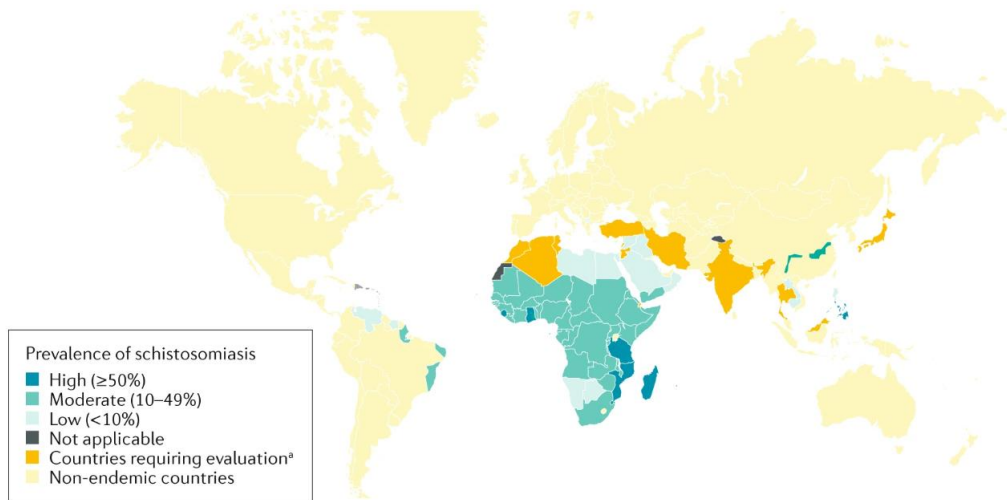 Prevalence of schistosomiasis
High (≥50%)
Moderate (10–49%)
Low (<10%)
Not applicable
Countries requiring evaluationᵃ
Non-endemic countries